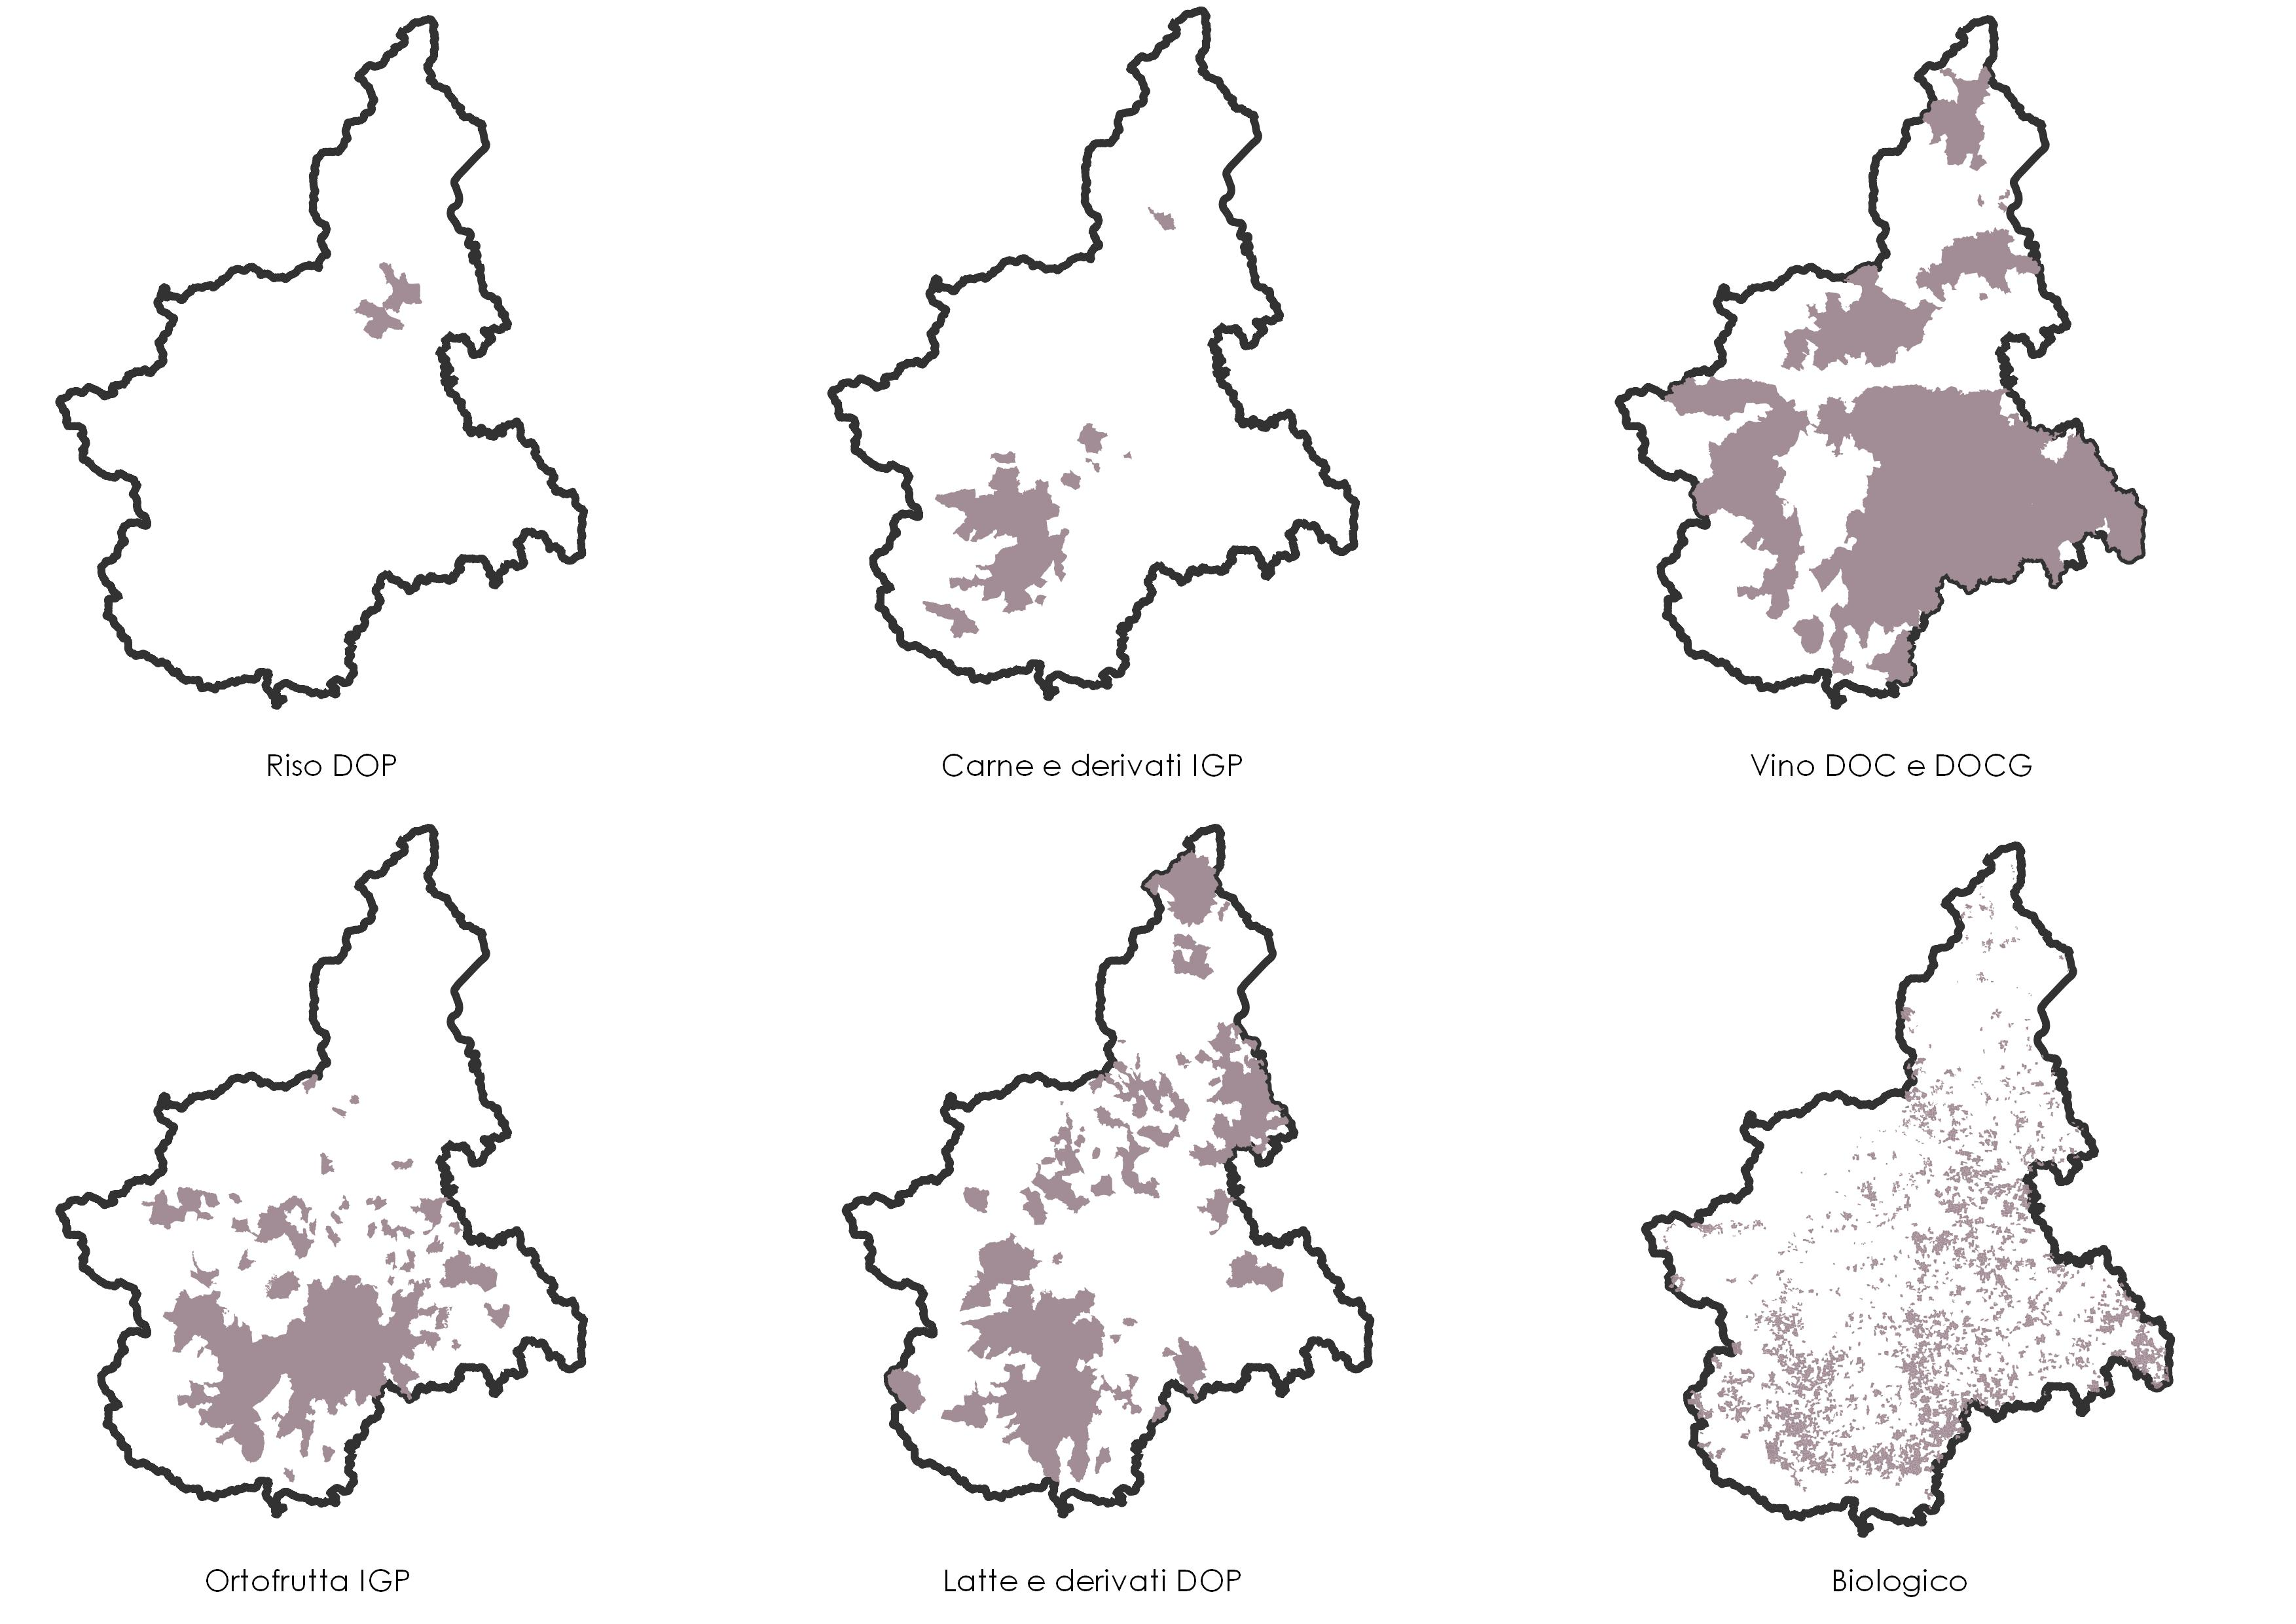 Riso DOP
Carne e derivati IGP
Vino DOC e DOCG
Ortofrutta IGP
Latte e derivati DOP
Biologico